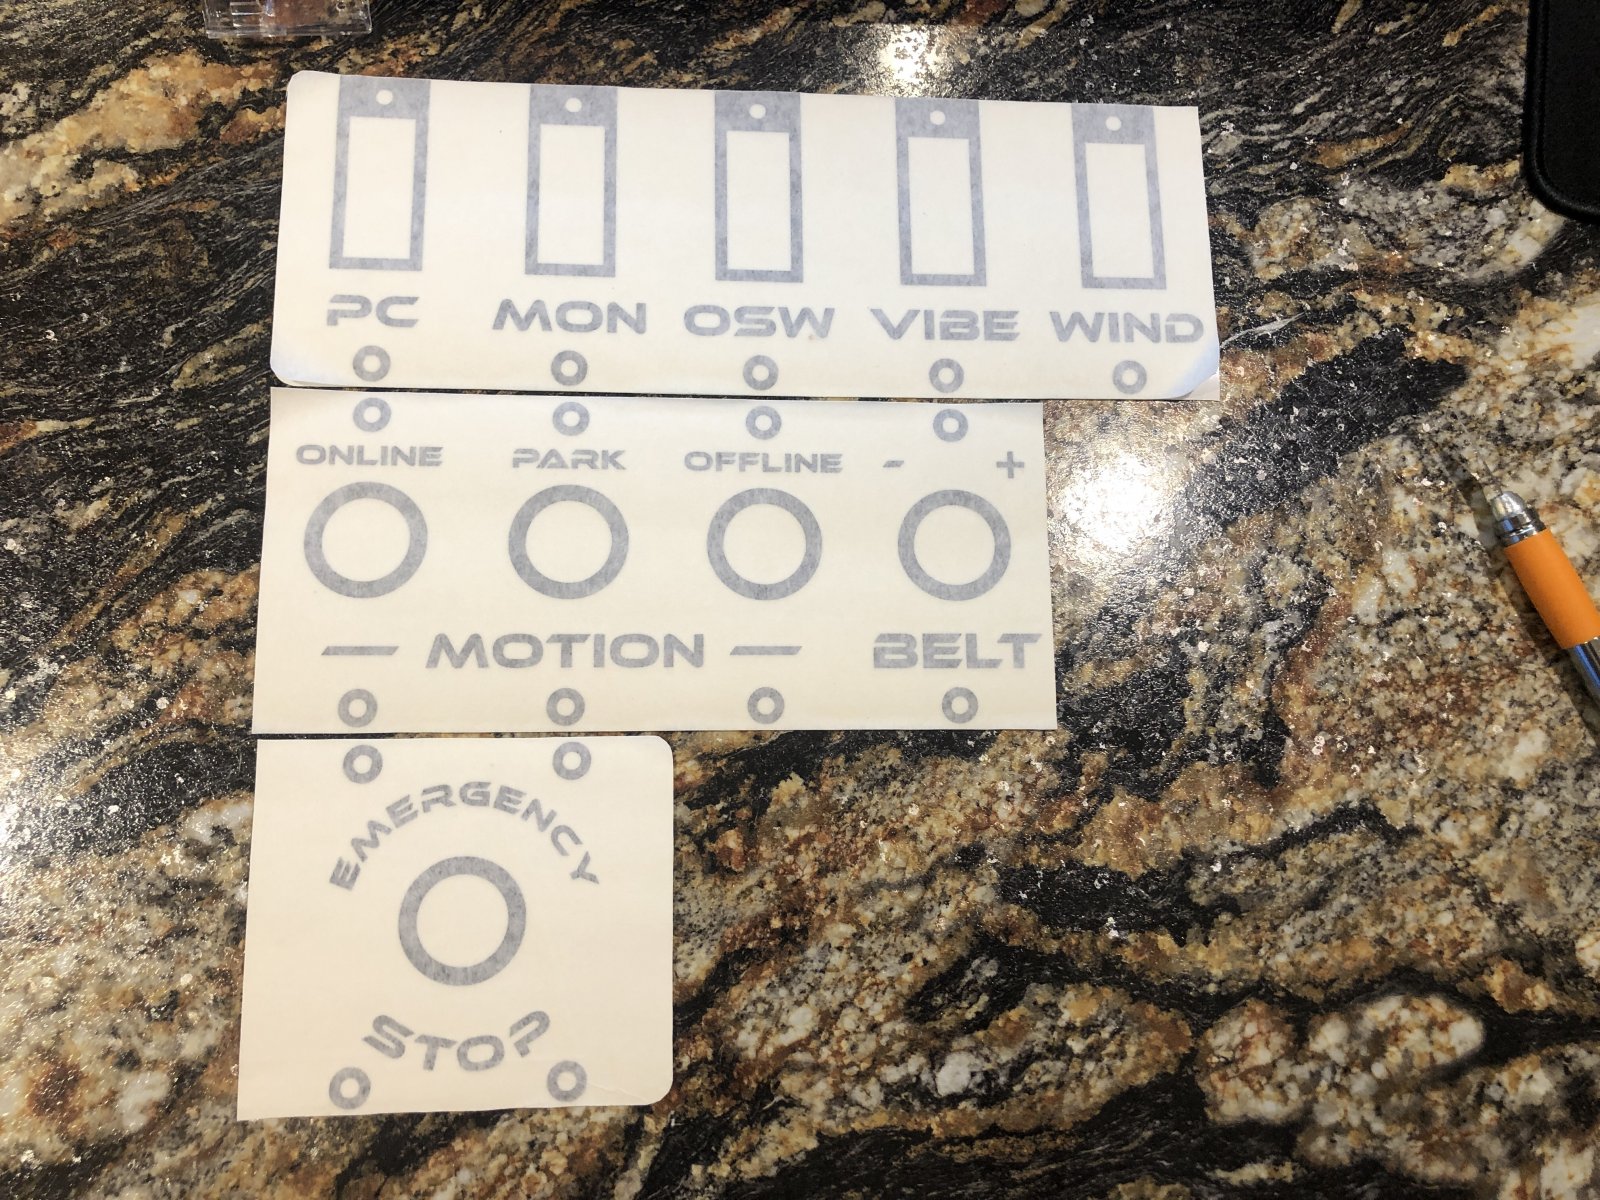 PC MON OSW VIBE WIND
ONLINE PARK OFFLINE - +
— MOTION — BELT
EMERGENCY
STOP